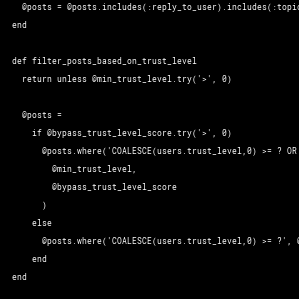 @posts = @posts.includes(:reply_to_user).includes(:topic
end
def filter_posts_based_on_trust_level
return unless @min_trust_level.try('>', 0)
@posts =
if @bypass_trust_level_score.try('>', 0)
@posts.where('COALESCE(users.trust_level,0) >= ? OR
@min_trust_level,
@bypass_trust_level_score
)
else
@posts.where('COALESCE(users.trust_level,0) >= ?',
end
end